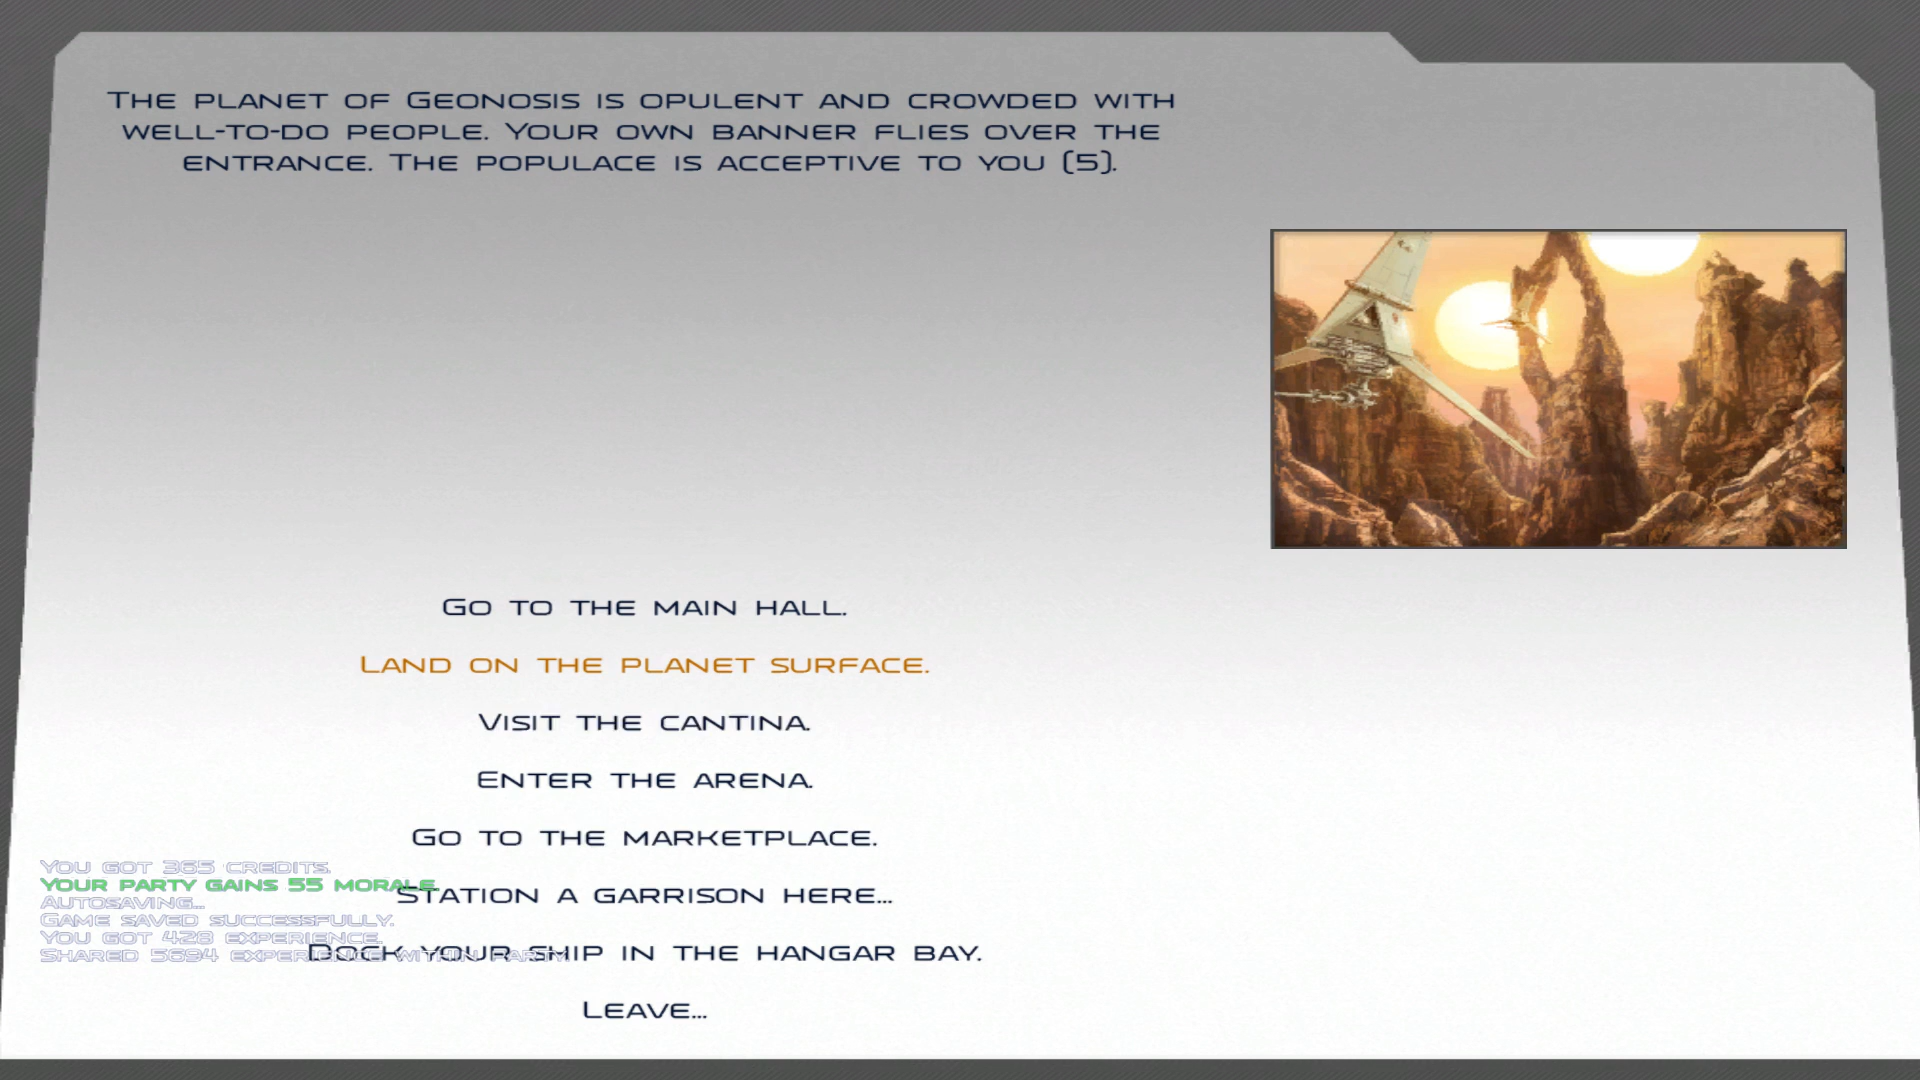 The planet of Geonosis is opulent and crowded with
well-to-do people. Your own banner flies over the
entrance. The populace is acceptive to you (5).
Go to the main hall.
Land on the planet surface.
Visit the cantina.
Enter the arena.
Go to the marketplace.
Station a garrison here...
Dock your ship in the hangar bay.
Leave...
You got 365 credits.
Your party gains 55 morale.
Autosaving...
Game saved successfully.
You got 428 experience.
Shared 5694 experience within party.